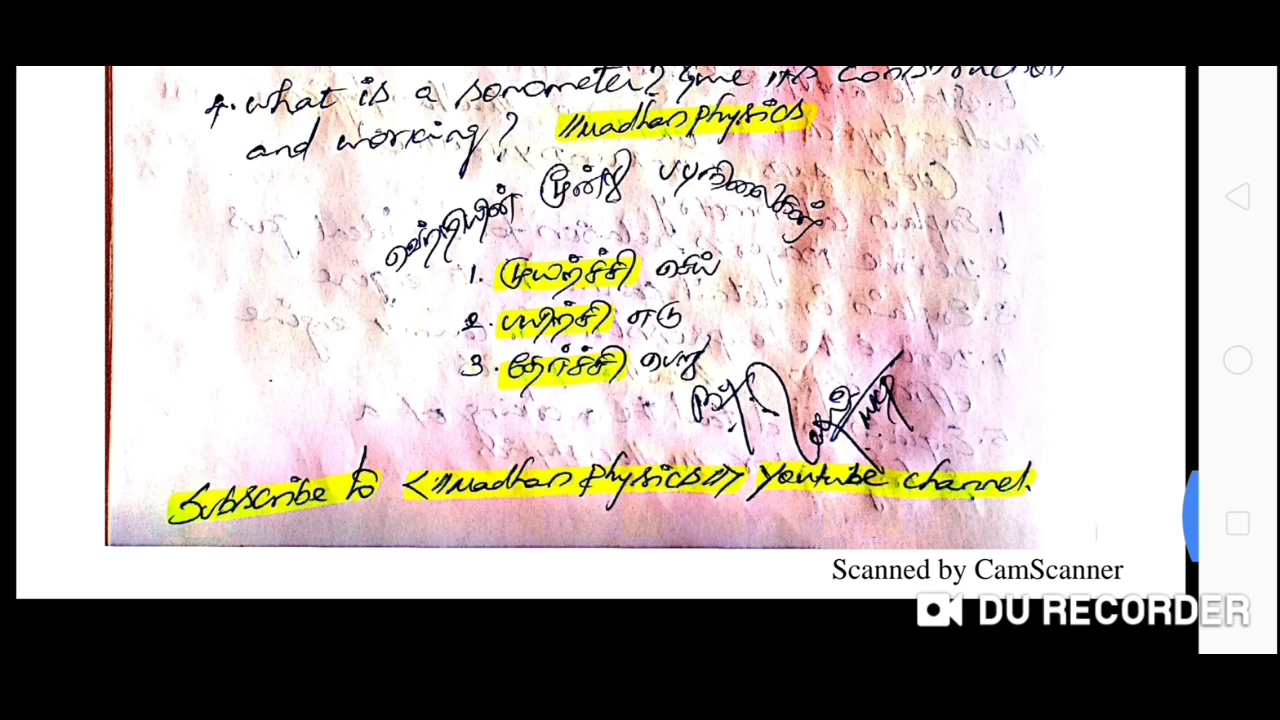 4. what is a sonometer? Give its construction
and working? //madhan physics
வெற்றியின் மூன்று படிநிலைகள்
1. முயற்ச்சி செய்
2. பயிற்சி எடு
3. தேர்ச்சி பெறு
By
Subscribe to <//madhan physics//> Youtube channel.
Scanned by CamScanner
DU RECORDER